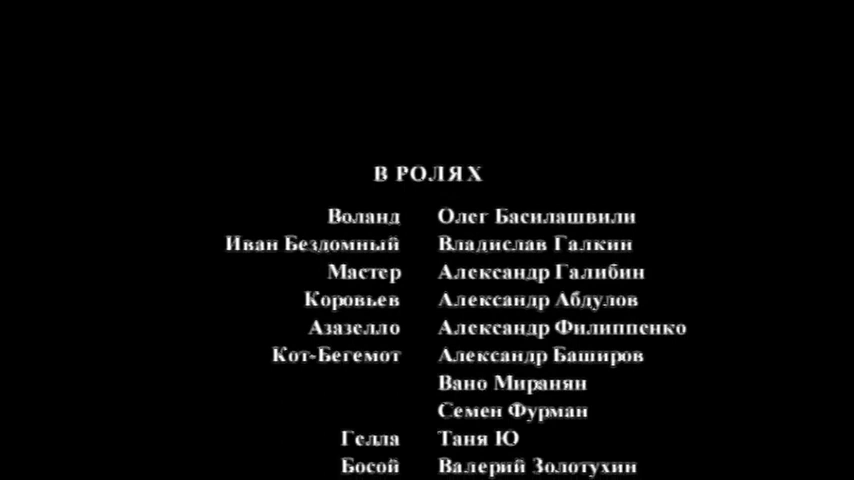 В РОЛЯХ
Воланд Олег Басилашвили
Иван Бездомный Владислав Галкин
Мастер Александр Галибин
Коровьев Александр Абдулов
Азазелло Александр Филиппенко
Кот-Бегемот Александр Баширов
Вано Миранян
Семен Фурман
Гелла Таня Ю
Босой Валерий Золотухин